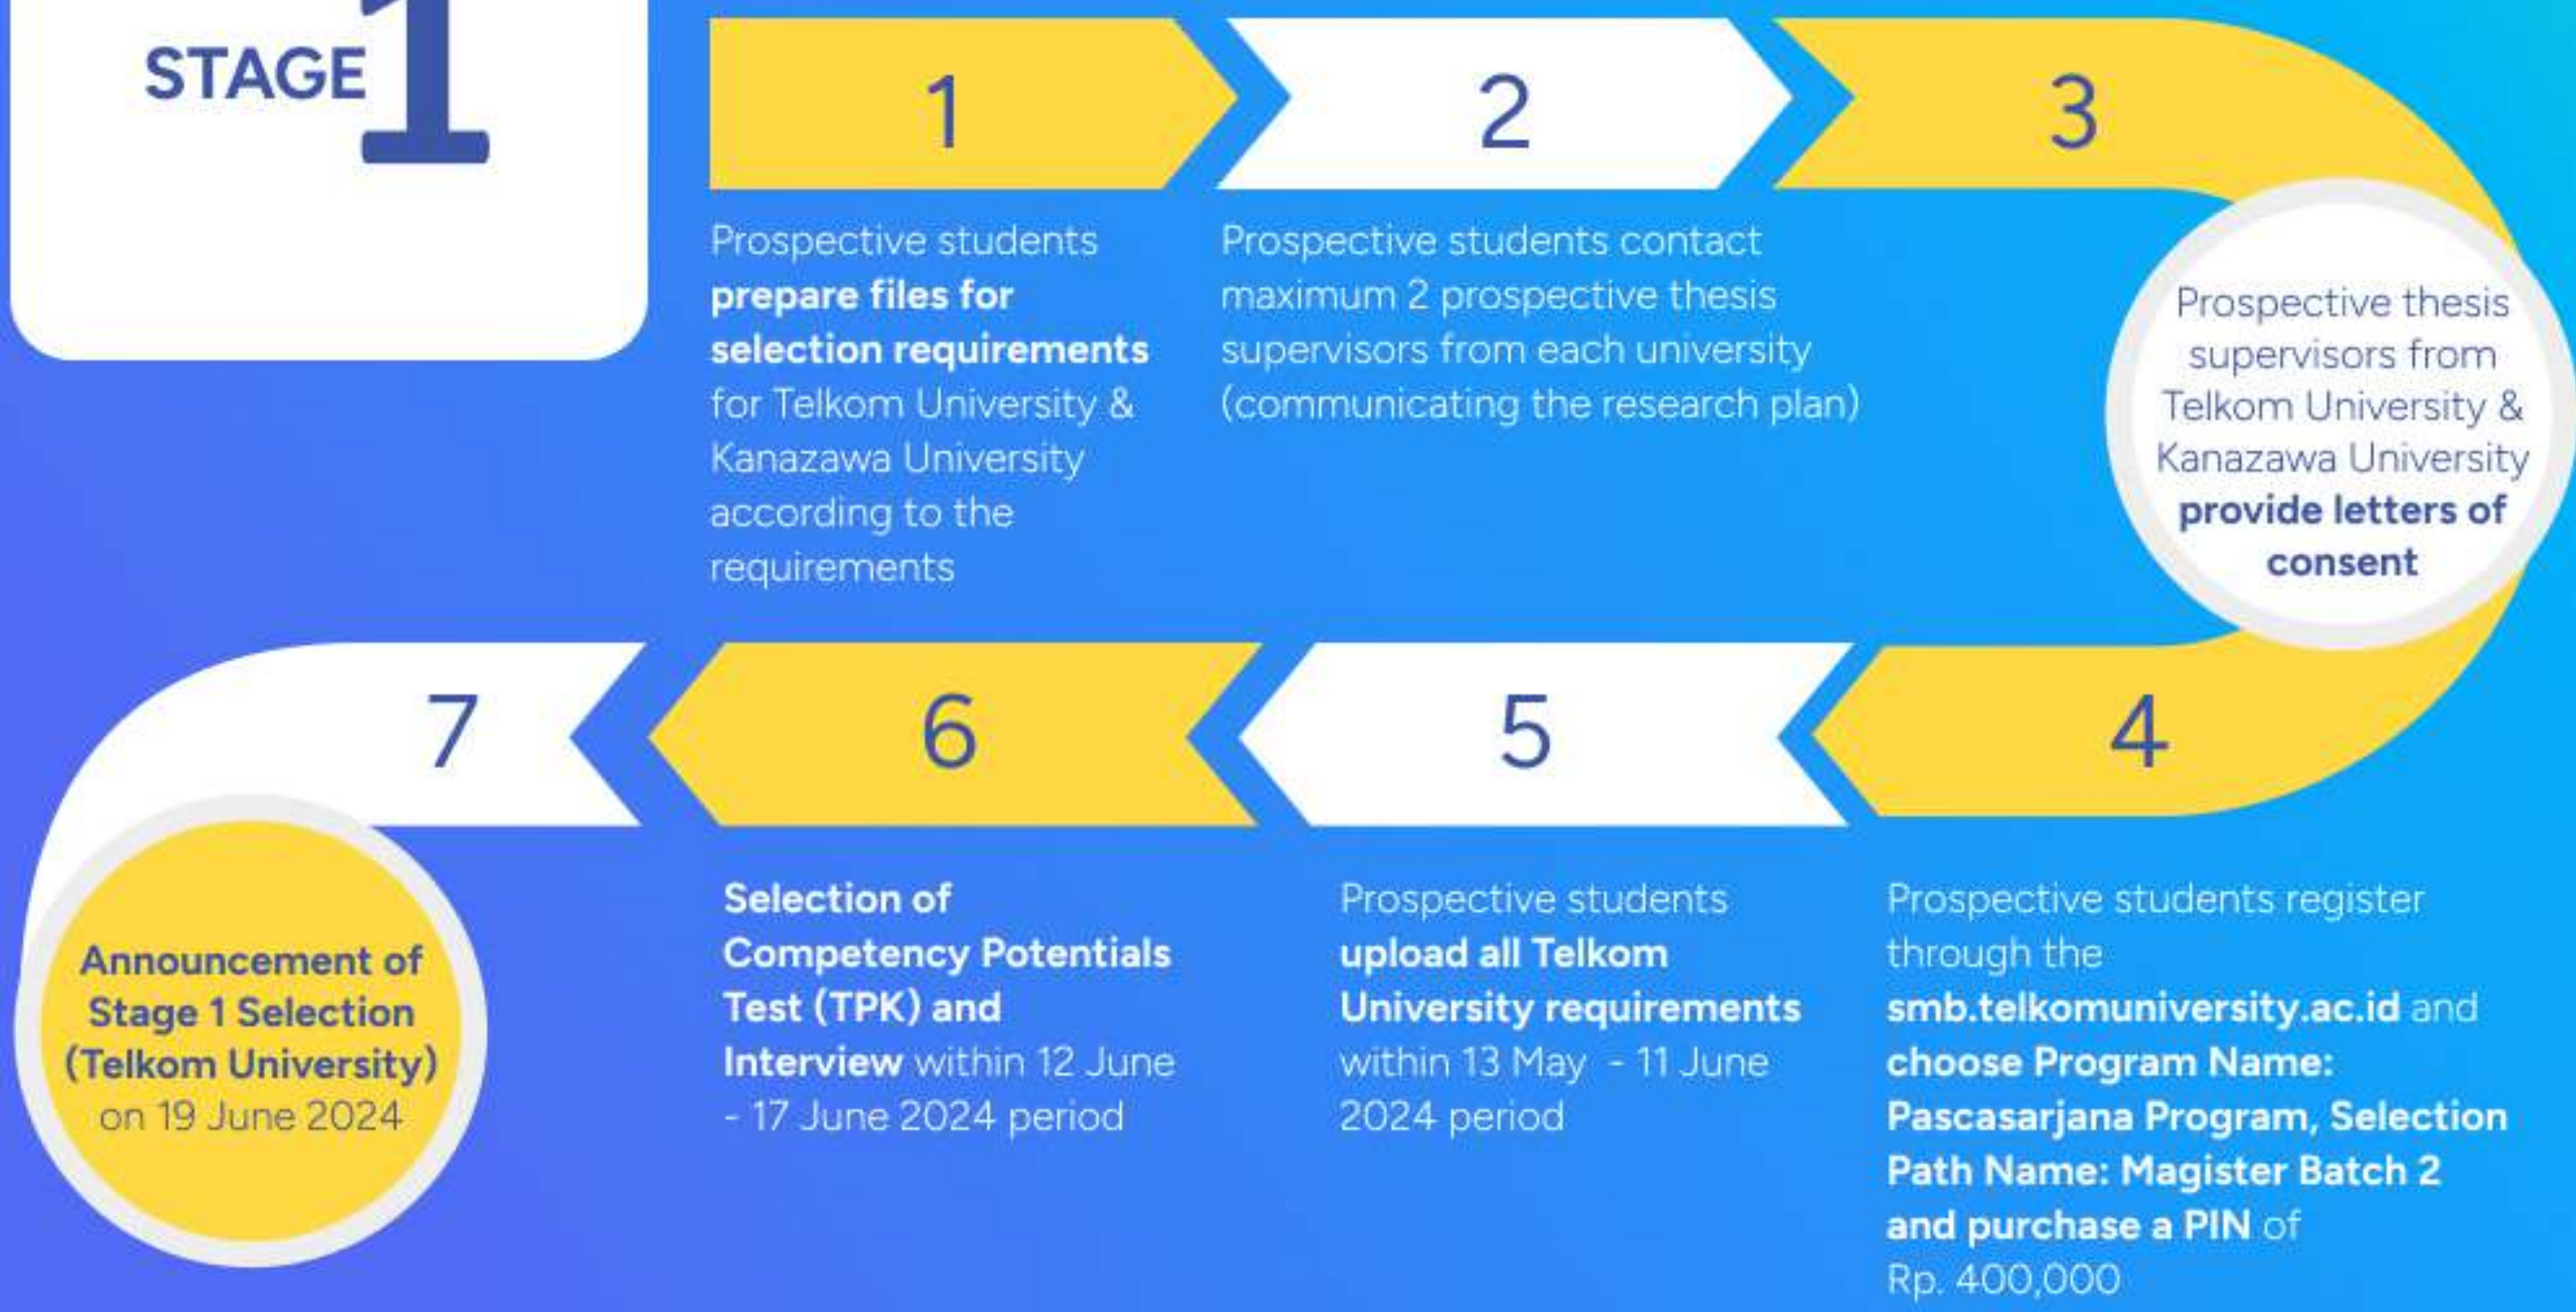 STAGE 1
1
Prospective students
prepare files for
selection requirements
for Telkom University &
Kanazawa University
according to the
requirements
2
Prospective students contact
maximum 2 prospective thesis
supervisors from each university
(communicating the research plan)
3
Prospective thesis
supervisors from
Telkom University &
Kanazawa University
provide letters of
consent
4
Prospective students register
through the
smb.telkomuniversity.ac.id and
choose Program Name:
Pascasarjana Program, Selection
Path Name: Magister Batch 2
and purchase a PIN of
Rp. 400,000
5
Prospective students
upload all Telkom
University requirements
within 13 May - 11 June
2024 period
6
Selection of
Competency Potentials
Test (TPK) and
Interview within 12 June
- 17 June 2024 period
7
Announcement of
Stage 1 Selection
(Telkom University)
on 19 June 2024